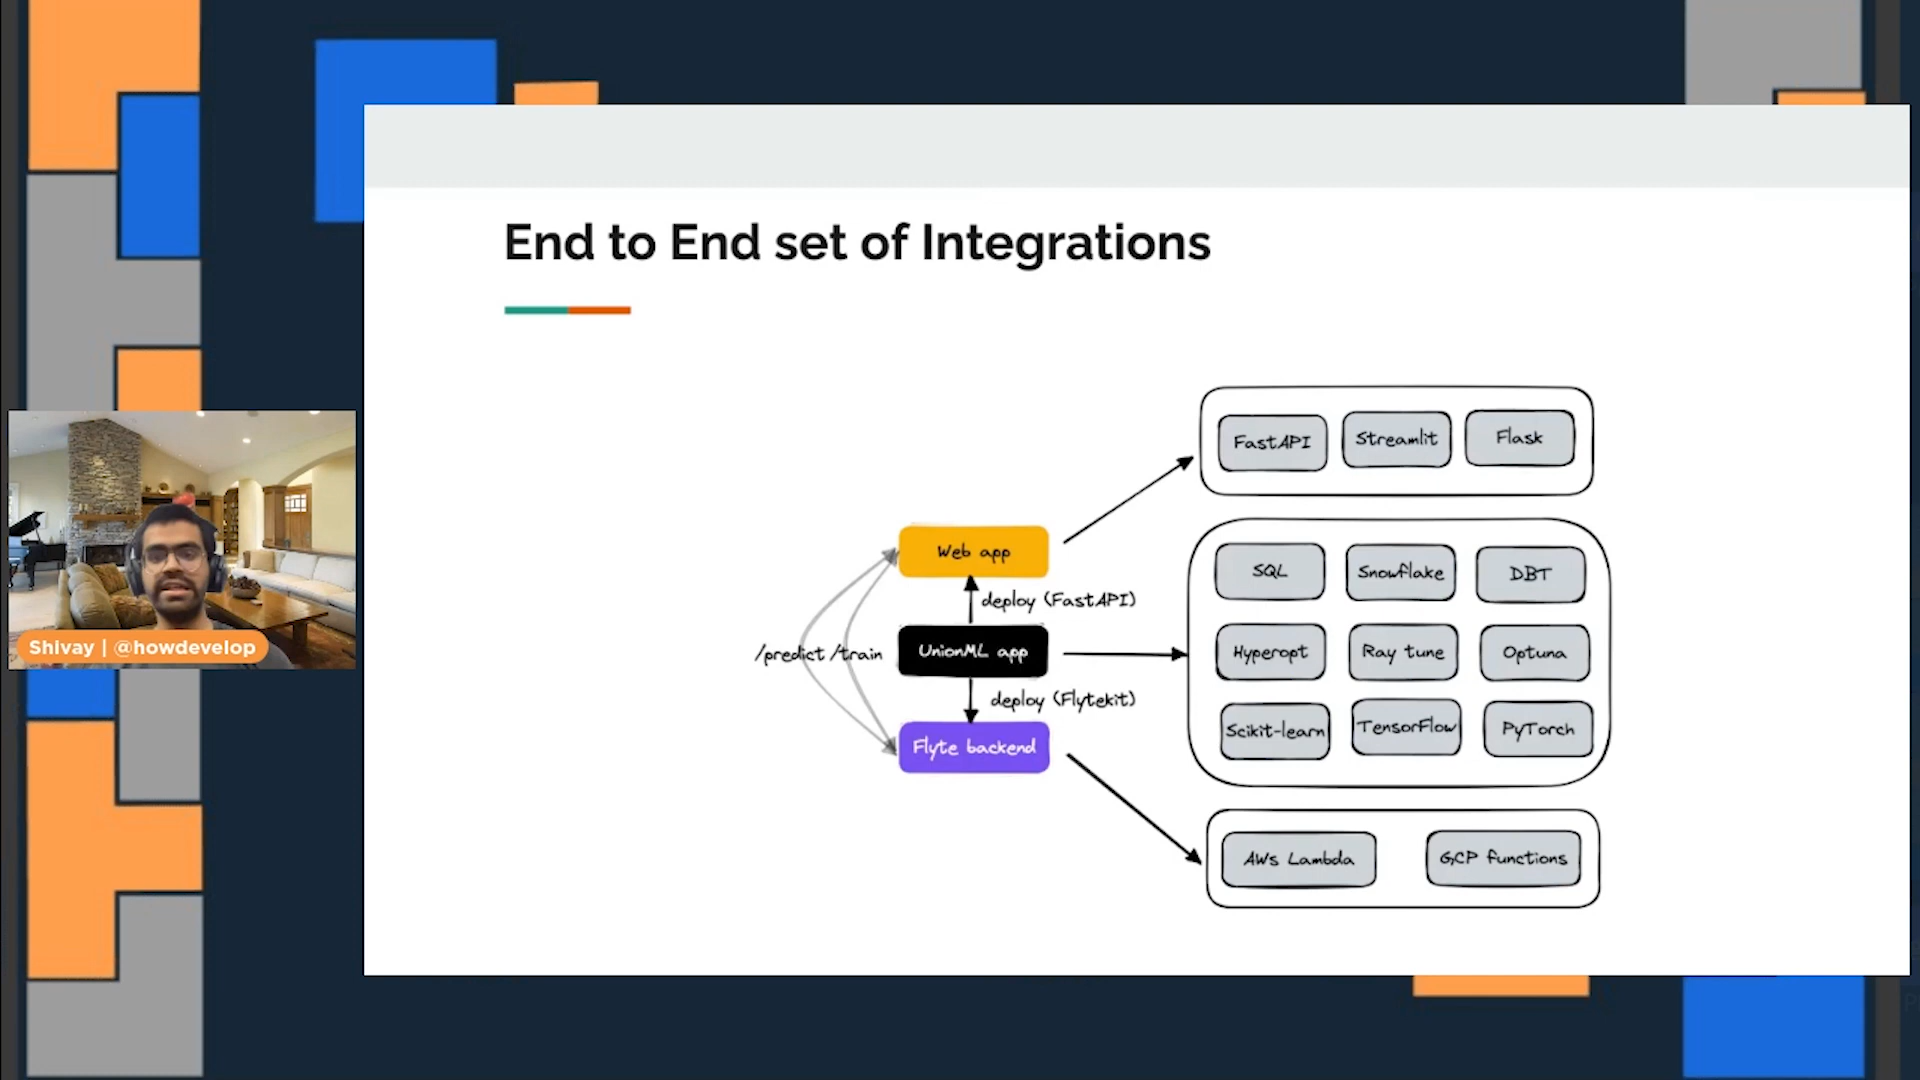 End to End set of Integrations
FastAPI
Streamlit
Flask
Web app
deploy (FastAPI)
/predict /train
UnionML app
deploy (Flytekit)
Flyte backend
SQL
Snowflake
DBT
Hyperopt
Ray tune
Optuna
Scikit-learn
TensorFlow
PyTorch
AWS Lambda
GCP functions
Shivay | @howdevelop